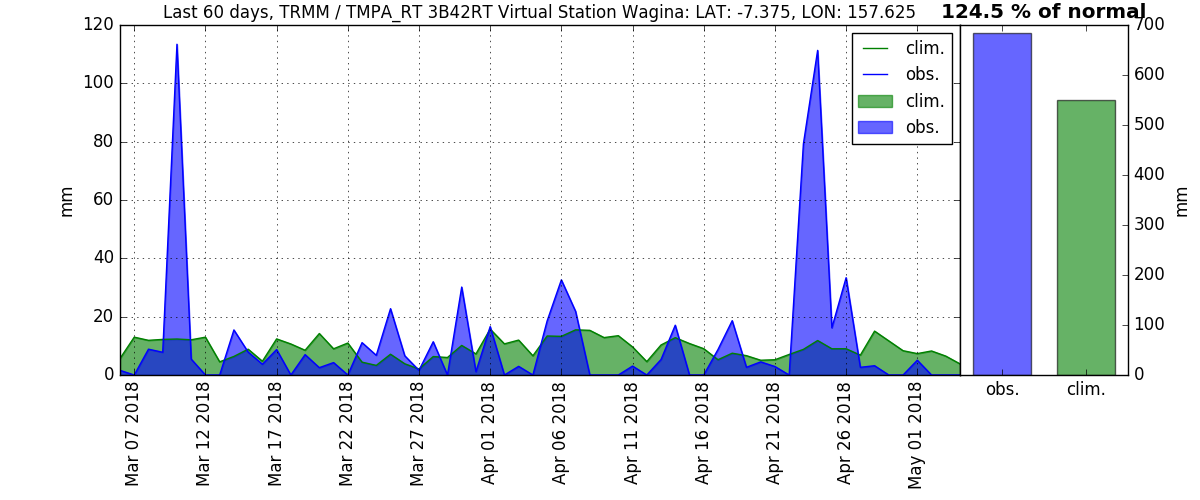 Last 60 days, TRMM / TMPA_RT 3B42RT Virtual Station Wagina: LAT: -7.375, LON: 157.625
124.5 % of normal
120
100
80
60
40
20
0
mm
clim.
obs.
clim.
obs.
700
600
500
400
300
200
100
0
mm
Mar 07 2018
Mar 12 2018
Mar 17 2018
Mar 22 2018
Mar 27 2018
Apr 01 2018
Apr 06 2018
Apr 11 2018
Apr 16 2018
Apr 21 2018
Apr 26 2018
May 01 2018
obs.
clim.